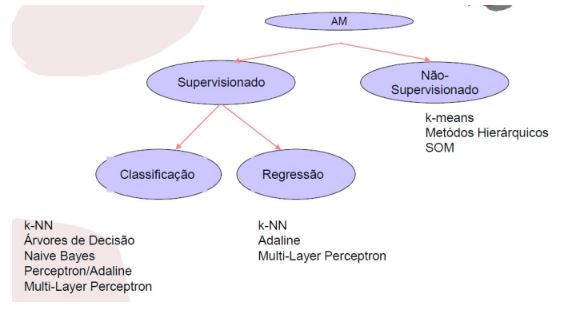 AM
Supervisionado
Não-
Supervisionado
k-means
Metódos Hierárquicos
SOM
Classificação
Regressão
k-NN
Árvores de Decisão
Naive Bayes
Perceptron/Adaline
Multi-Layer Perceptron
k-NN
Adaline
Multi-Layer Perceptron